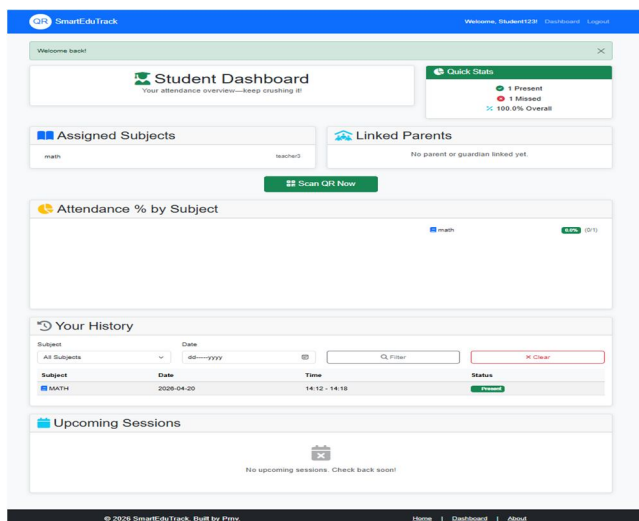 QR SmartEduTrack
Welcome, Student123! Dashboard Logout
Welcome back!
Student Dashboard
Your attendance overview—keep crushing it!
Quick Stats
1 Present
1 Missed
100.0% Overall
Assigned Subjects
math teacher3
Linked Parents
No parent or guardian linked yet.
Scan QR Now
Attendance % by Subject
math 0.0% (0/1)
Your History
Subject Date
All Subjects dd-----yyyy Filter Clear
Subject Date Time Status
MATH 2026-04-20 14:12 - 14:18 Present
Upcoming Sessions
No upcoming sessions. Check back soon!
© 2026 SmartEduTrack. Built by Pmv. Home | Dashboard | About